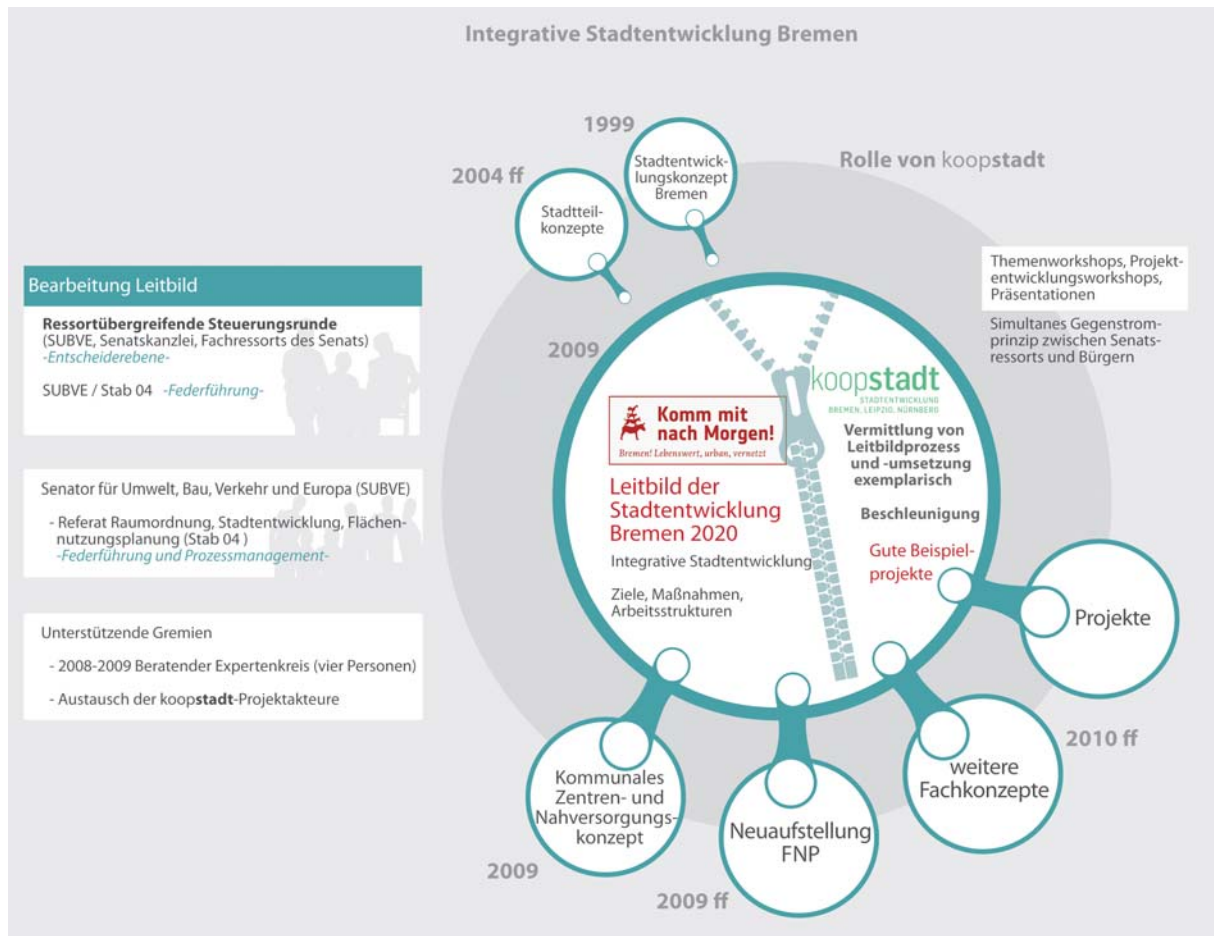 Integrative Stadtentwicklung Bremen
1999
Stadtentwick-
lungskonzept
Bremen
2004 ff
Stadtteil-
konzepte
Rolle von koopstadt
Themenworkshops, Projekt-
entwicklungsworkshops,
Präsentationen
Simultanes Gegenstrom-
prinzip zwischen Senats-
ressorts und Bürgern
Bearbeitung Leitbild
Ressortübergreifende Steuerungsrunde
(SUBVE, Senatskanzlei, Fachressorts des Senats)
-Entscheiderebene-
SUBVE / Stab 04 -Federführung-
Senator für Umwelt, Bau, Verkehr und Europa (SUBVE)
- Referat Raumordnung, Stadtentwicklung, Flächen-
nutzungsplanung (Stab 04 )
-Federführung und Prozessmanagement-
Unterstützende Gremien
- 2008-2009 Beratender Expertenkreis (vier Personen)
- Austausch der koopstadt-Projektakteure
2009
Komm mit
nach Morgen!
Bremen! Lebenswert, urban, vernetzt
Leitbild der
Stadtentwicklung
Bremen 2020
Integrative Stadtentwicklung
Ziele, Maßnahmen,
Arbeitsstrukturen
koopstadt
STADTENTWICKLUNG
BREMEN, LEIPZIG, NÜRNBERG
Vermittlung von
Leitbildprozess
und -umsetzung
exemplarisch
Beschleunigung
Gute Beispiel-
projekte
Projekte
2010 ff
weitere
Fachkonzepte
Neuaufstellung
FNP
2009 ff
Kommunales
Zentren- und
Nahversorgungs-
konzept
2009